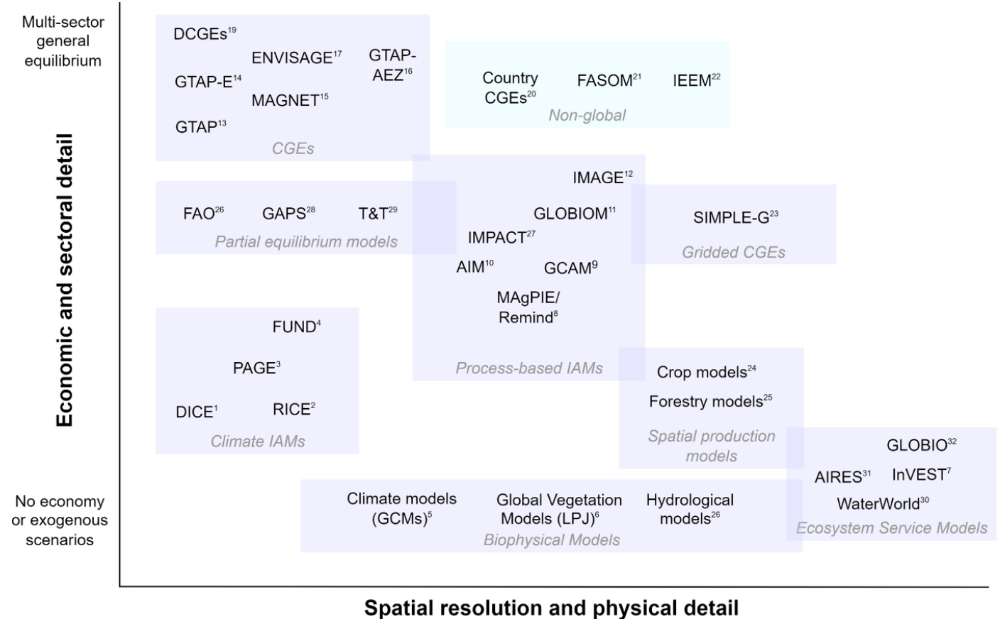 Multi-sector
general
equilibrium
Economic and sectoral detail
No economy
or exogenous
scenarios
DCGEs19
ENVISAGE17
GTAP-
AEZ16
GTAP-E14
MAGNET15
GTAP13
CGEs
Country
CGEs20
FASOM21
IEEM22
Non-global
FAO26
GAPS28
T&T29
Partial equilibrium models
IMAGE12
GLOBIOM11
IMPACT27
AIM10
GCAM9
MAgPIE/
Remind8
Process-based IAMs
SIMPLE-G23
Gridded CGEs
FUND4
PAGE3
DICE1
RICE2
Climate IAMs
Crop models24
Forestry models25
Spatial production
models
GLOBIO32
AIRES31
InVEST7
WaterWorld30
Ecosystem Service Models
Climate models
(GCMs)5
Global Vegetation
Models (LPJ)6
Hydrological
models26
Biophysical Models
Spatial resolution and physical detail